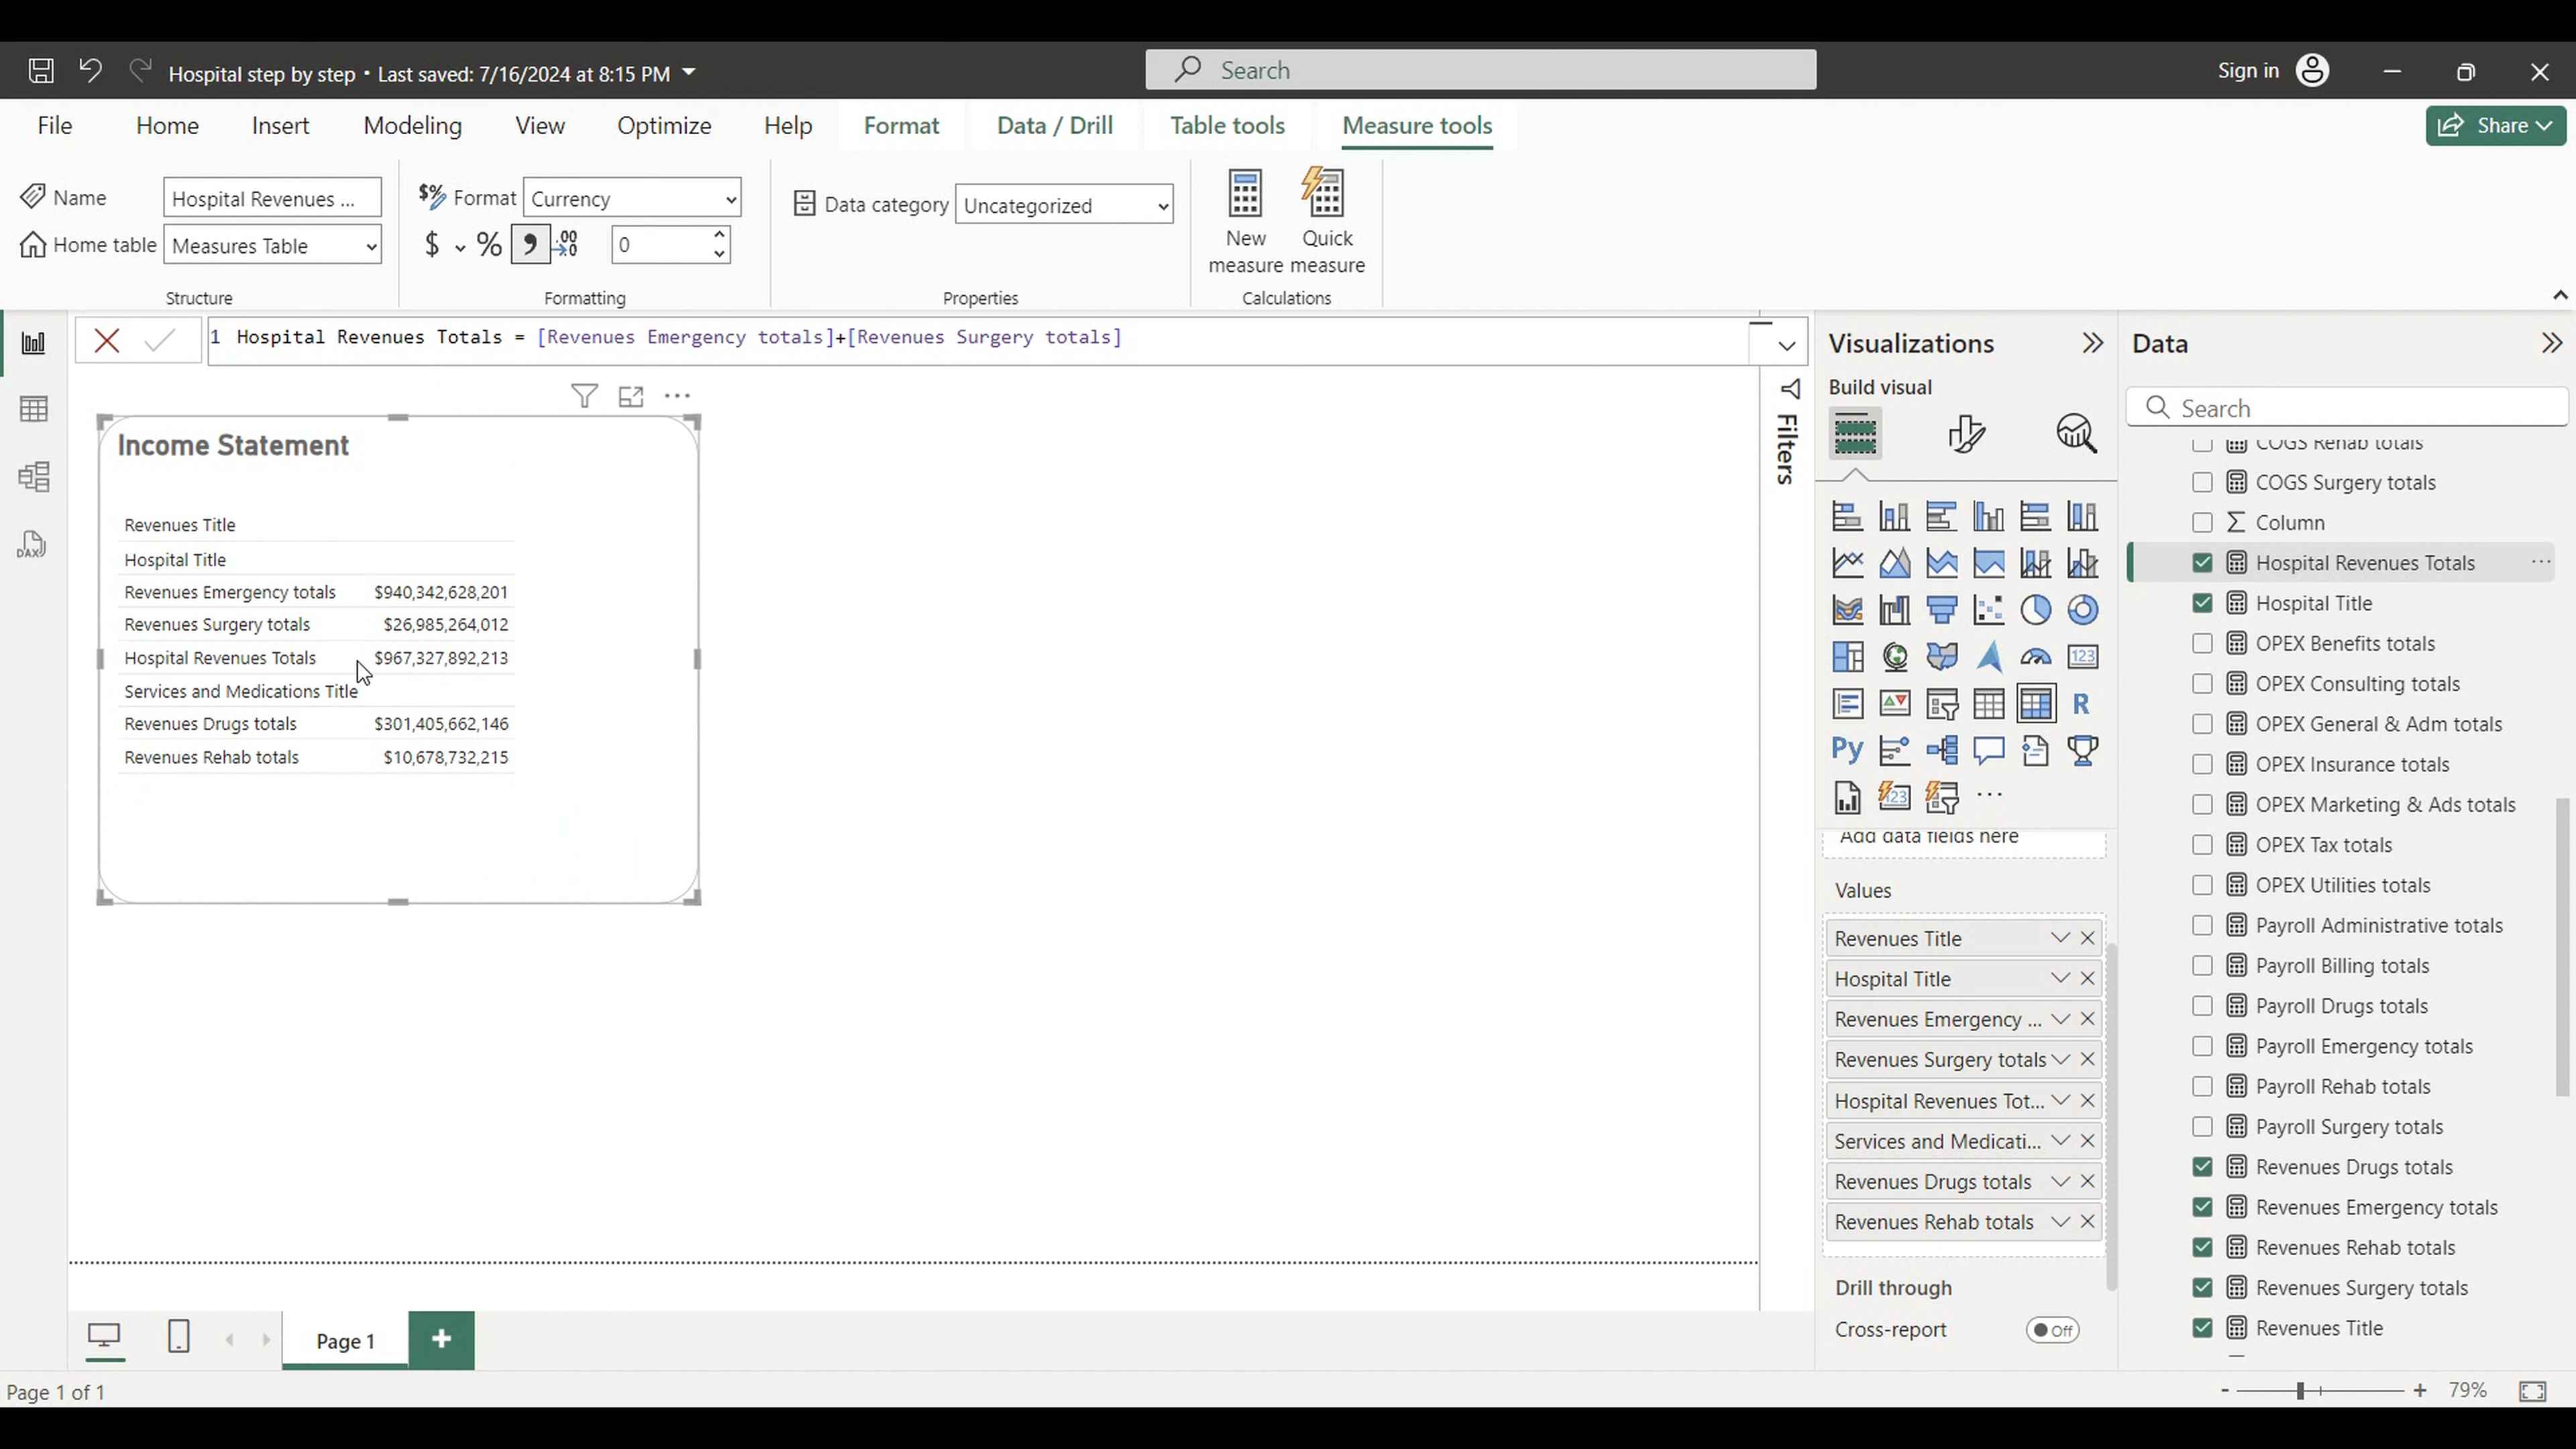 Hospital step by step • Last saved: 7/16/2024 at 8:15 PM
Search
Sign in
File Home Insert Modeling View Optimize Help Format Data / Drill Table tools Measure tools
Share
Name Hospital Revenues ...
Home table Measures Table
Structure
$% Format Currency
$ % , .00 0
Formatting
Data category Uncategorized
Properties
New measure
Quick measure
Calculations
1 Hospital Revenues Totals = [Revenues Emergency totals]+[Revenues Surgery totals]
Income Statement
Revenues Title
Hospital Title
Revenues Emergency totals $940,342,628,201
Revenues Surgery totals $26,985,264,012
Hospital Revenues Totals $967,327,892,213
Services and Medications Title
Revenues Drugs totals $301,405,662,146
Revenues Rehab totals $10,678,732,215
Filters
Visualizations
Build visual
123
R
Py
123
Add data fields here
Values
Revenues Title
Hospital Title
Revenues Emergency ...
Revenues Surgery totals
Hospital Revenues Tot...
Services and Medicati...
Revenues Drugs totals
Revenues Rehab totals
Drill through
Cross-report Off
Data
Search
COGS Rehab totals
COGS Surgery totals
Column
Hospital Revenues Totals ...
Hospital Title
OPEX Benefits totals
OPEX Consulting totals
OPEX General & Adm totals
OPEX Insurance totals
OPEX Marketing & Ads totals
OPEX Tax totals
OPEX Utilities totals
Payroll Administrative totals
Payroll Billing totals
Payroll Drugs totals
Payroll Emergency totals
Payroll Rehab totals
Payroll Surgery totals
Revenues Drugs totals
Revenues Emergency totals
Revenues Rehab totals
Revenues Surgery totals
Revenues Title
DAX
Page 1 +
Page 1 of 1
- + 79%